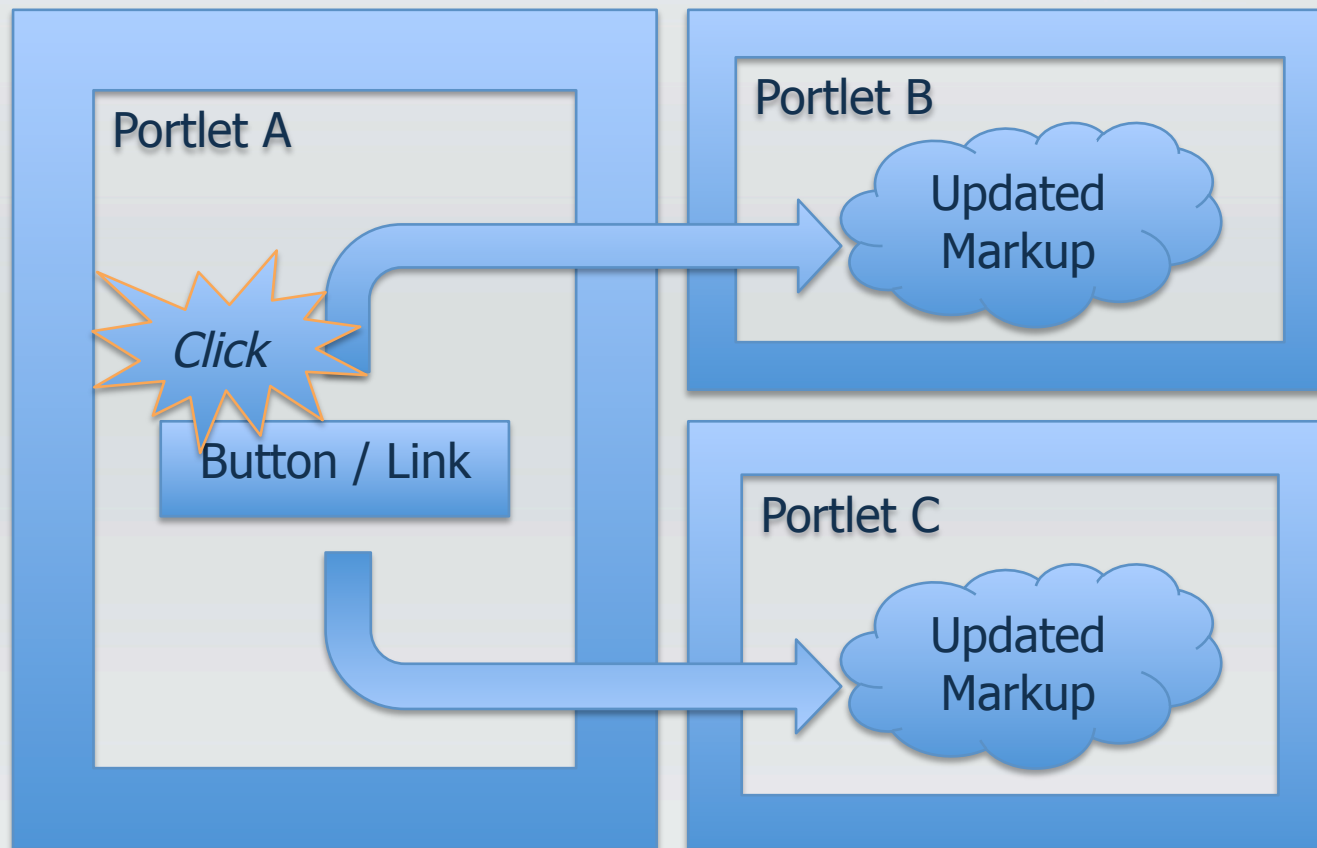 Portlet A
Click
Button / Link
Portlet B
Updated
Markup
Portlet C
Updated
Markup